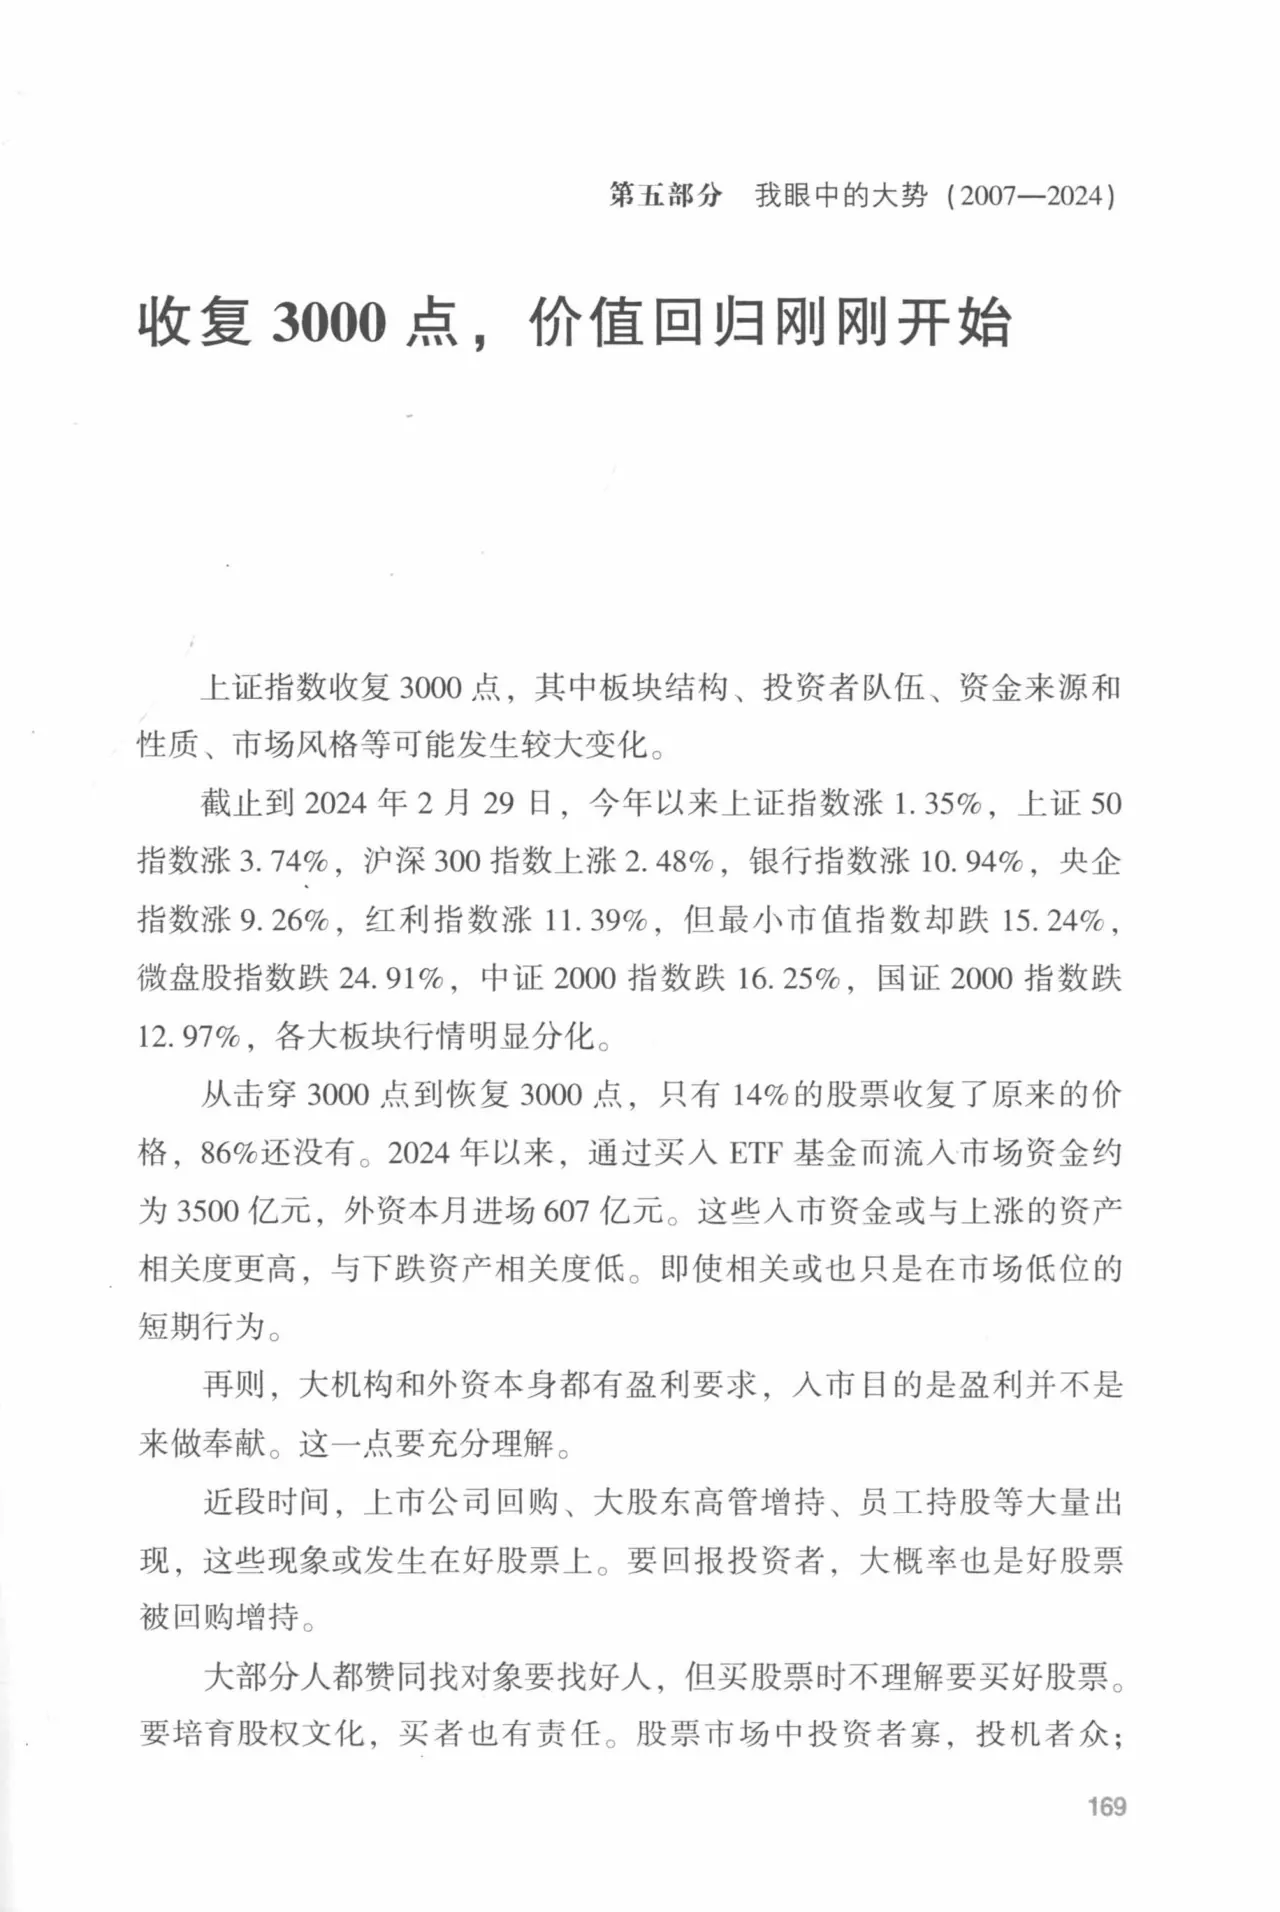 第五部分 我眼中的大势（2007—2024）
收复 3000 点，价值回归刚刚开始
上证指数收复 3000 点，其中板块结构、投资者队伍、资金来源和
性质、市场风格等可能发生较大变化。
截止到 2024 年 2 月 29 日，今年以来上证指数涨 1.35%，上证 50
指数涨 3.74%，沪深 300 指数上涨 2.48%，银行指数涨 10.94%，央企
指数涨 9.26%，红利指数涨 11.39%，但最小市值指数却跌 15.24%，
微盘股指数跌 24.91%，中证 2000 指数跌 16.25%，国证 2000 指数跌
12.97%，各大板块行情明显分化。
从击穿 3000 点到恢复 3000 点，只有 14%的股票收复了原来的价
格，86%还没有。2024 年以来，通过买入 ETF 基金而流入市场资金约
为 3500 亿元，外资本月进场 607 亿元。这些入市资金或与上涨的资产
相关度更高，与下跌资产相关度低。即使相关或也只是在市场低位的
短期行为。
再则，大机构和外资本身都有盈利要求，入市目的是盈利并不是
来做奉献。这一点要充分理解。
近段时间，上市公司回购、大股东高管增持、员工持股等大量出
现，这些现象或发生在好股票上。要回报投资者，大概率也是好股票
被回购增持。
大部分人都赞同找对象要找好人，但买股票时不理解要买好股票。
要培育股权文化，买者也有责任。股票市场中投资者寡，投机者众；
169